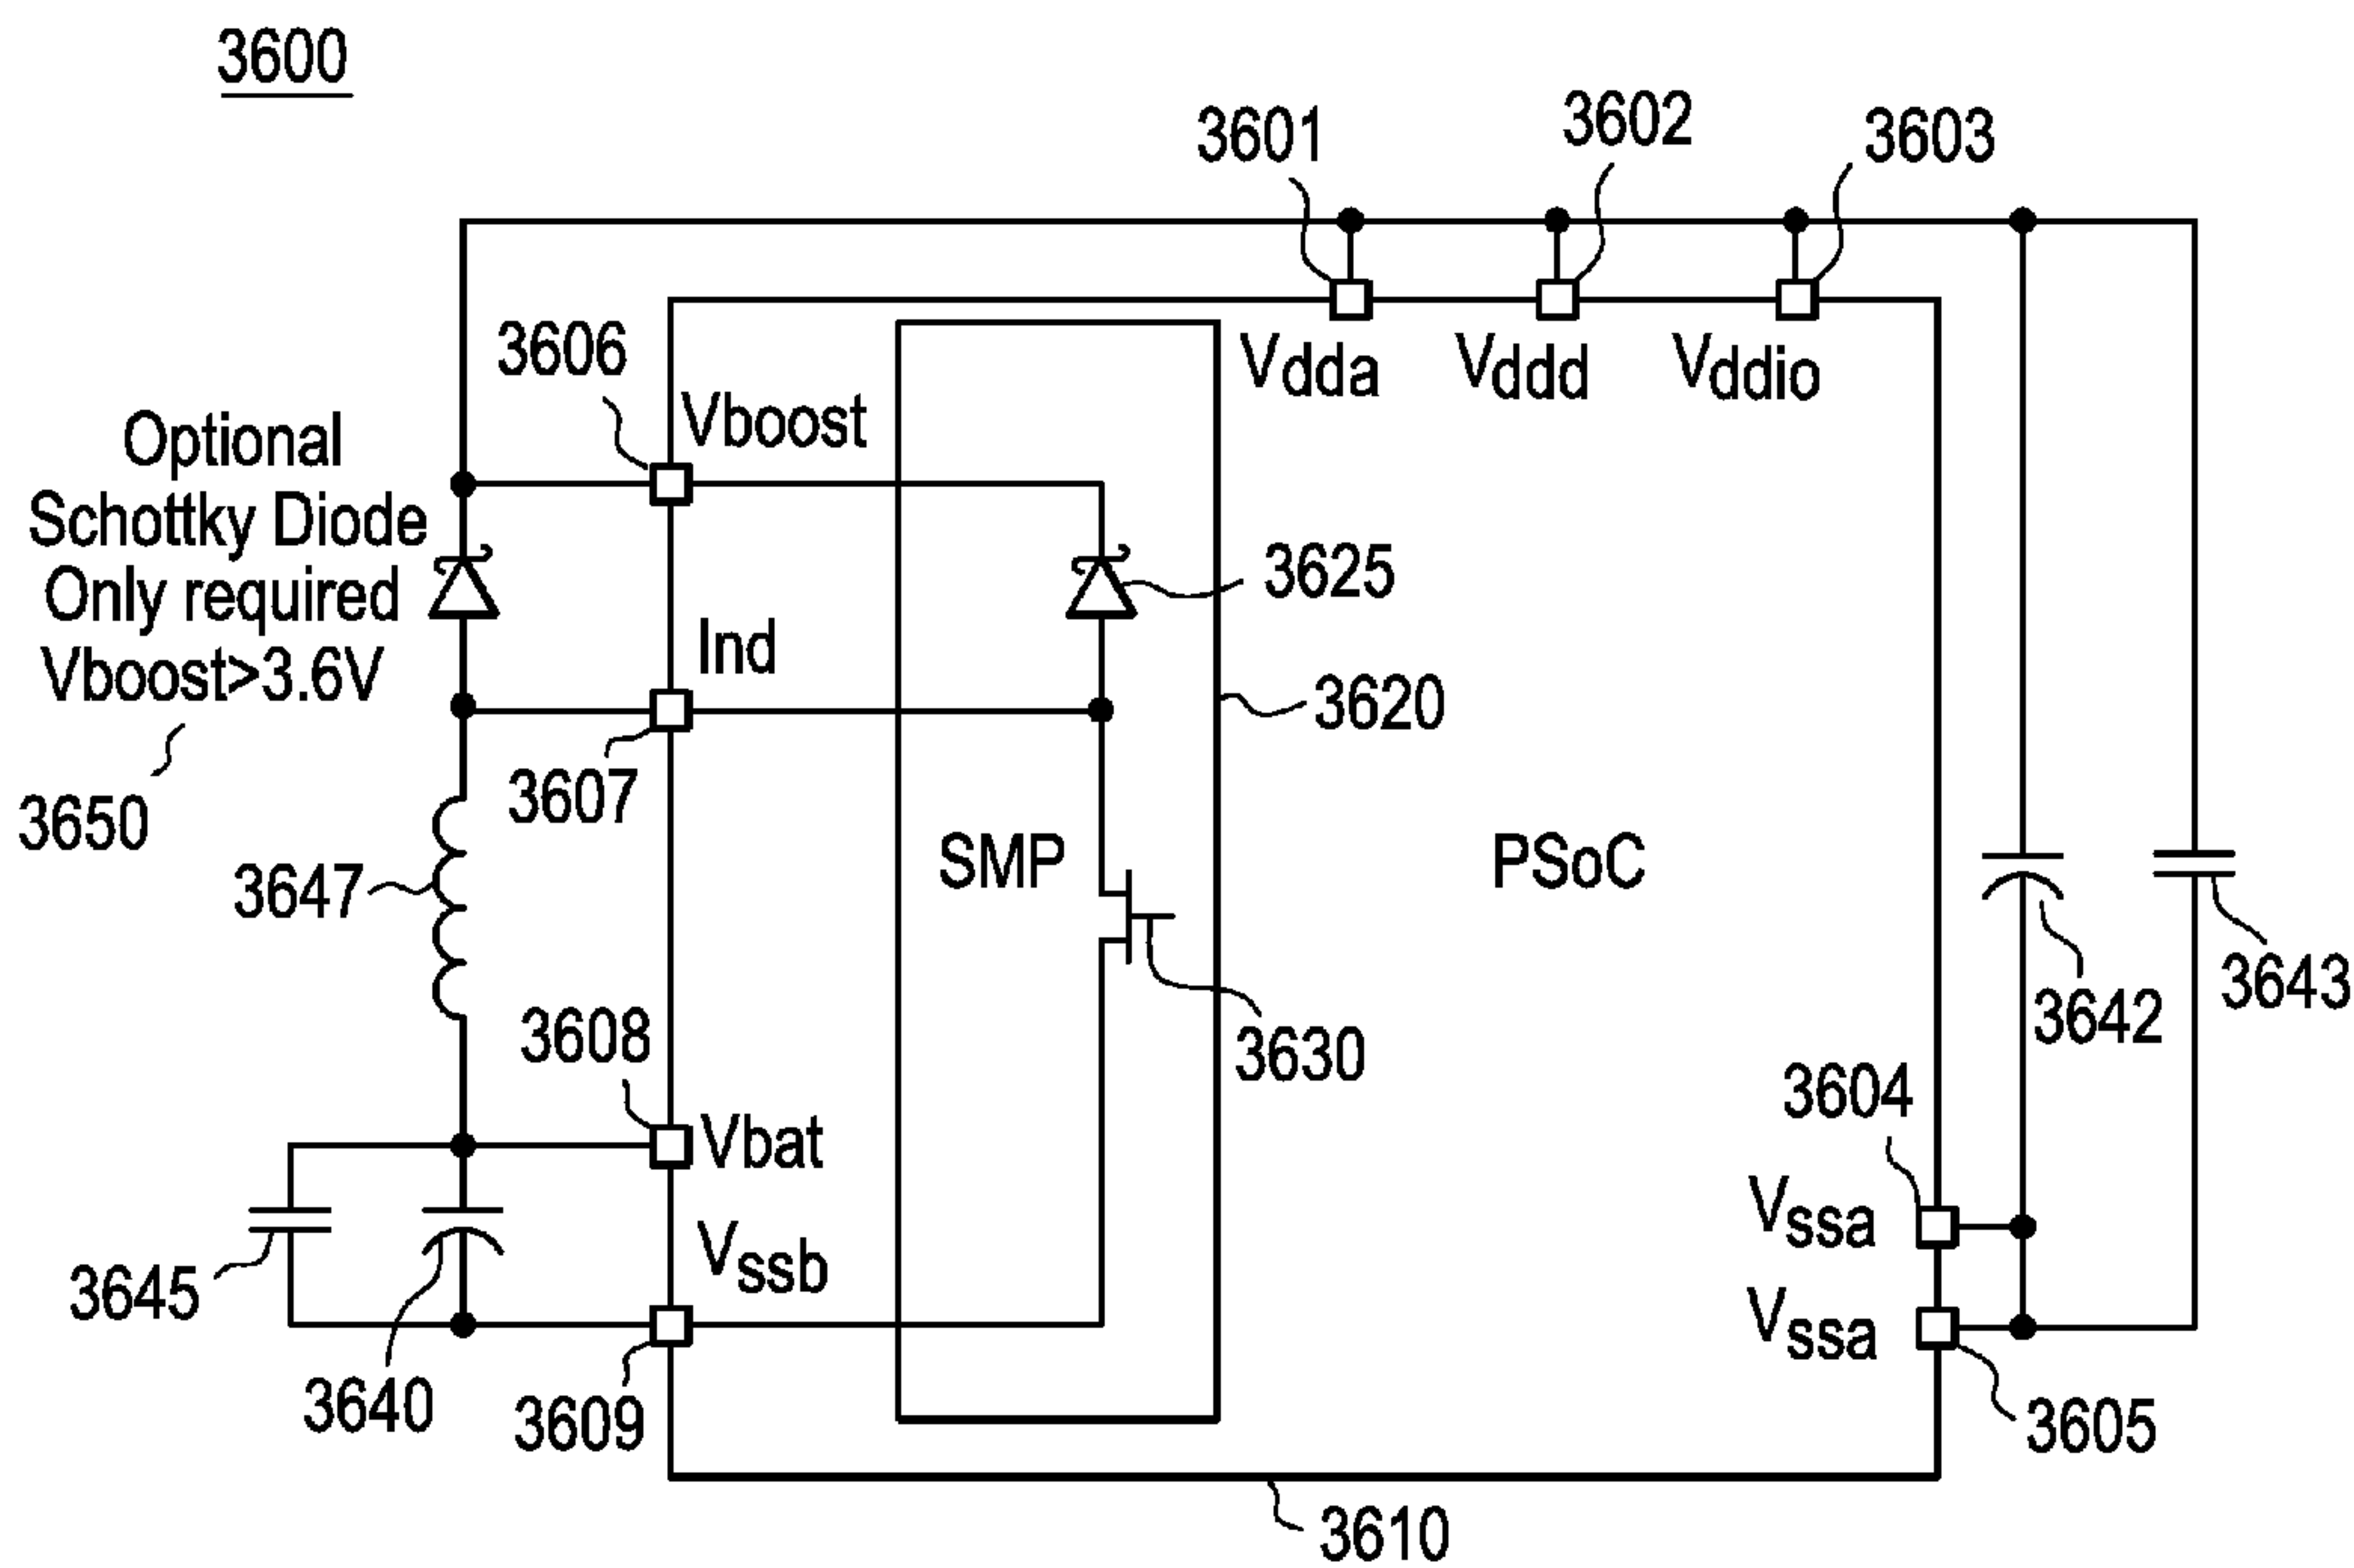 3600
3601
3602
3603
3606
Vdda
Vddd
Vddio
Vboost
Optional
Schottky Diode
Only required
Vboost>3.6V
3625
Ind
3620
3607
3650
3647
SMP
PSoC
3642
3643
3608
3630
3604
Vbat
Vssa
Vssb
3645
Vssa
3640
3609
3605
3610